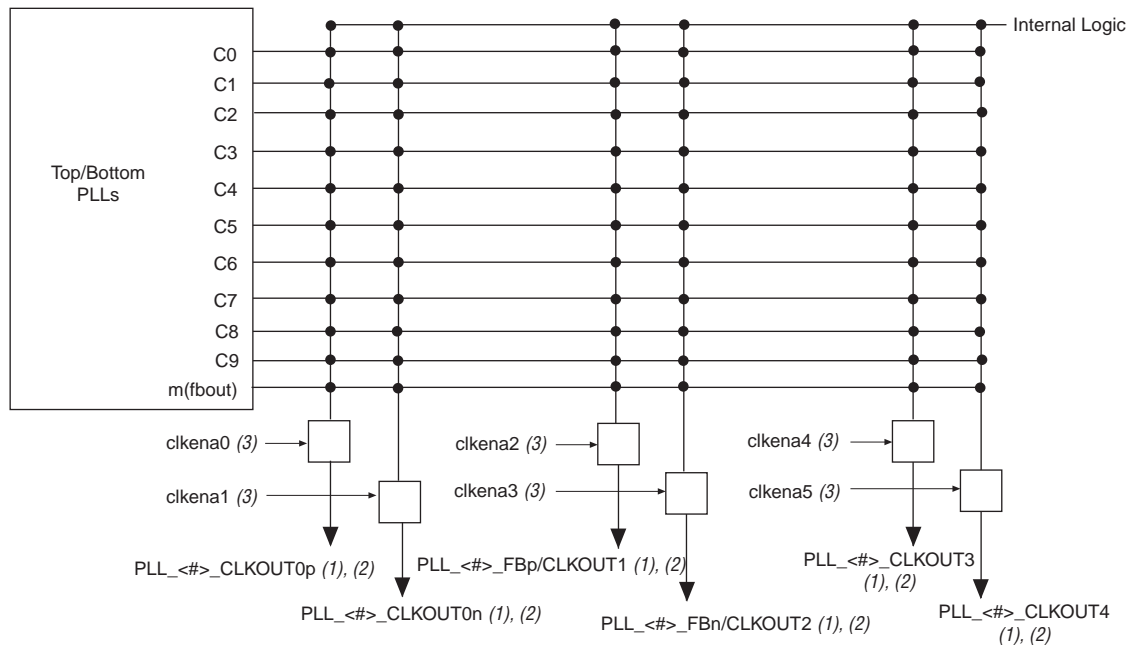 Internal Logic
C0
C1
C2
C3
Top/Bottom
PLLs
C4
C5
C6
C7
C8
C9
m(fbout)
clkena0 (3)
clkena2 (3)
clkena4 (3)
clkena1 (3)
clkena3 (3)
clkena5 (3)
PLL_<#>_CLKOUT0p (1), (2)
PLL_<#>_FBp/CLKOUT1 (1), (2)
PLL_<#>_CLKOUT3
(1), (2)
PLL_<#>_CLKOUT0n (1), (2)
PLL_<#>_FBn/CLKOUT2 (1), (2)
PLL_<#>_CLKOUT4
(1), (2)